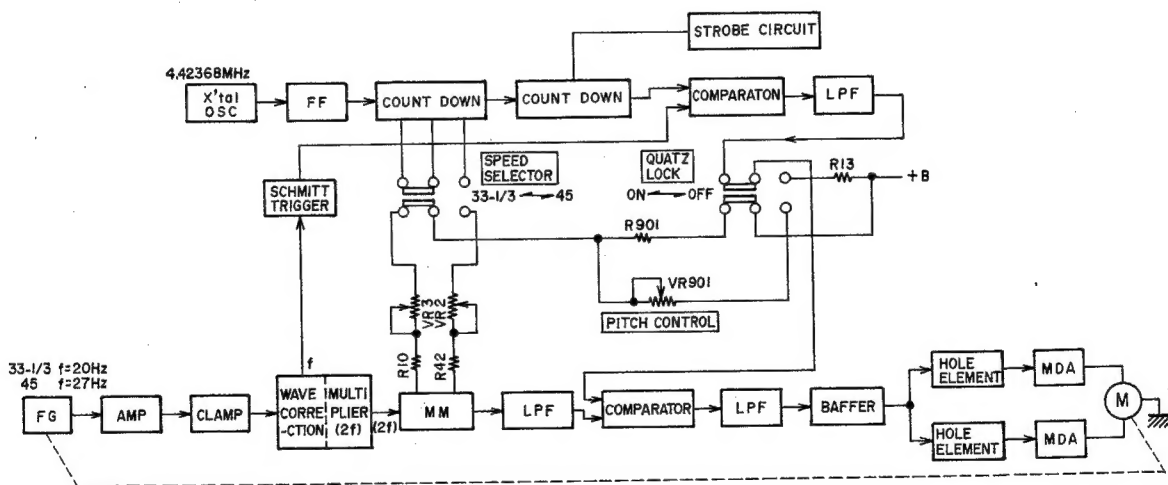 STROBE CIRCUIT
4.42368MHz
X'tal
OSC
FF
COUNT DOWN
COUNT DOWN
COMPARATON
LPF
SPEED
SELECTOR
33-1/3 45
QUATZ
LOCK
ON OFF
R13
+B
SCHMITT
TRIGGER
R901
VR901
PITCH CONTROL
VR3
VR2
R10
R42
f
33-1/3 f=20Hz
45 f=27Hz
FG
AMP
CLAMP
WAVE
CORRE
-CTION
MULTI
PLIER
(2f)
(2f)
MM
LPF
COMPARATOR
LPF
BAFFER
HOLE
ELEMENT
MDA
HOLE
ELEMENT
MDA
M